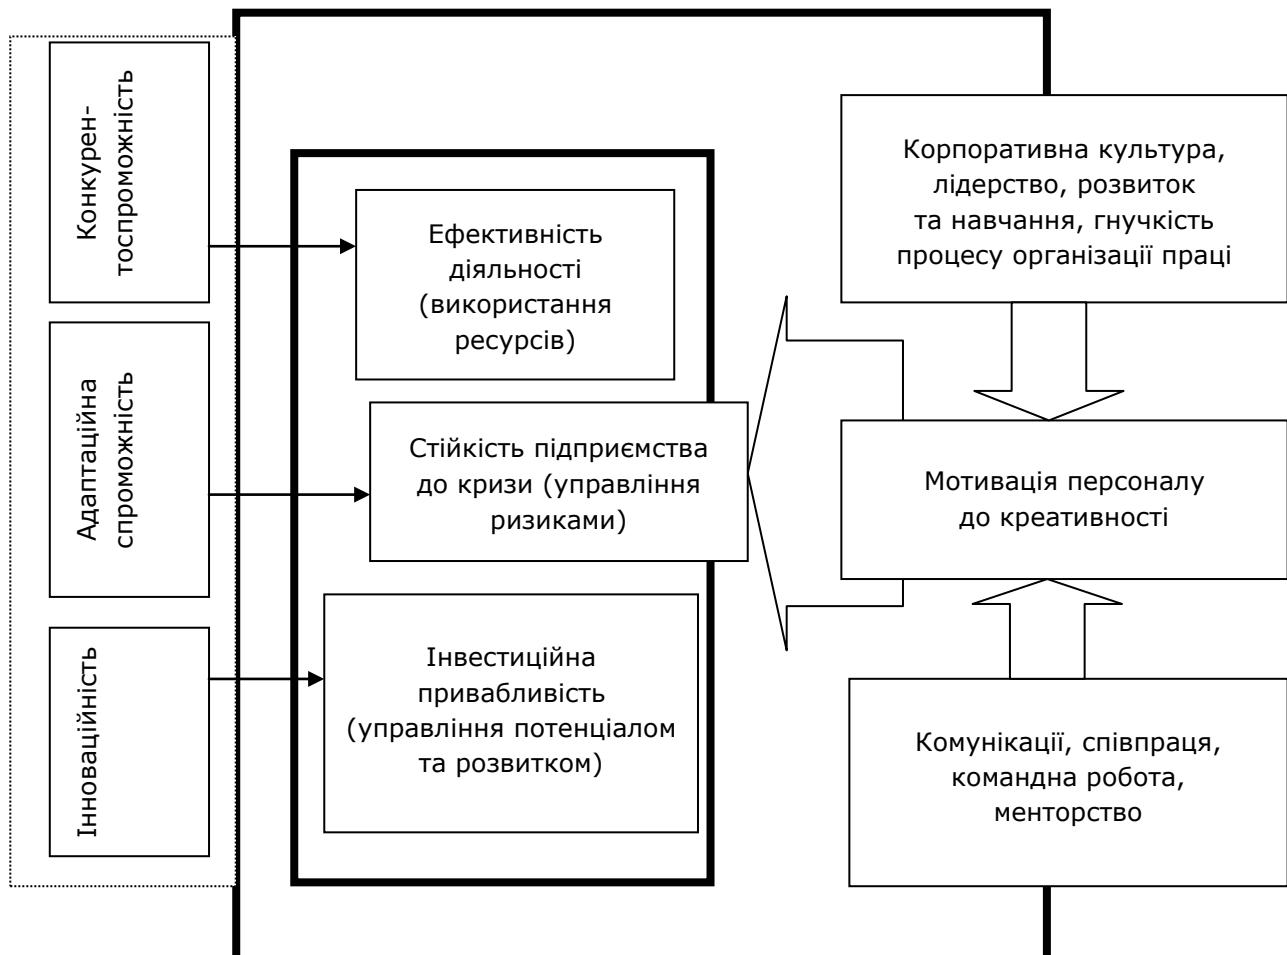 Конкурен-
тоспроможність
Адаптаційна
спроможність
Інноваційність
Ефективність
діяльності
(використання
ресурсів)
Стійкість підприємства
до кризи (управління
ризиками)
Інвестиційна
привабливість
(управління потенціалом
та розвитком)
Корпоративна культура,
лідерство, розвиток
та навчання, гнучкість
процесу організації праці
Мотивація персоналу
до креативності
Комунікації, співпраця,
командна робота,
менторство